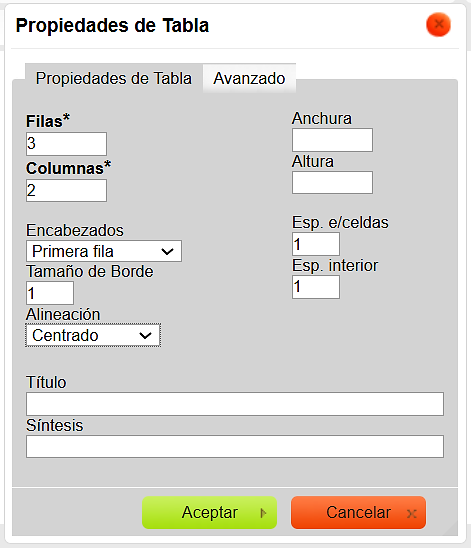 Propiedades de Tabla
Propiedades de Tabla Avanzado
Filas* Anchura
3
Columnas* Altura
2
Encabezados Esp. e/celdas
Primera fila 1
Tamaño de Borde Esp. interior
1 1
Alineación
Centrado
Título
Síntesis
Aceptar Cancelar